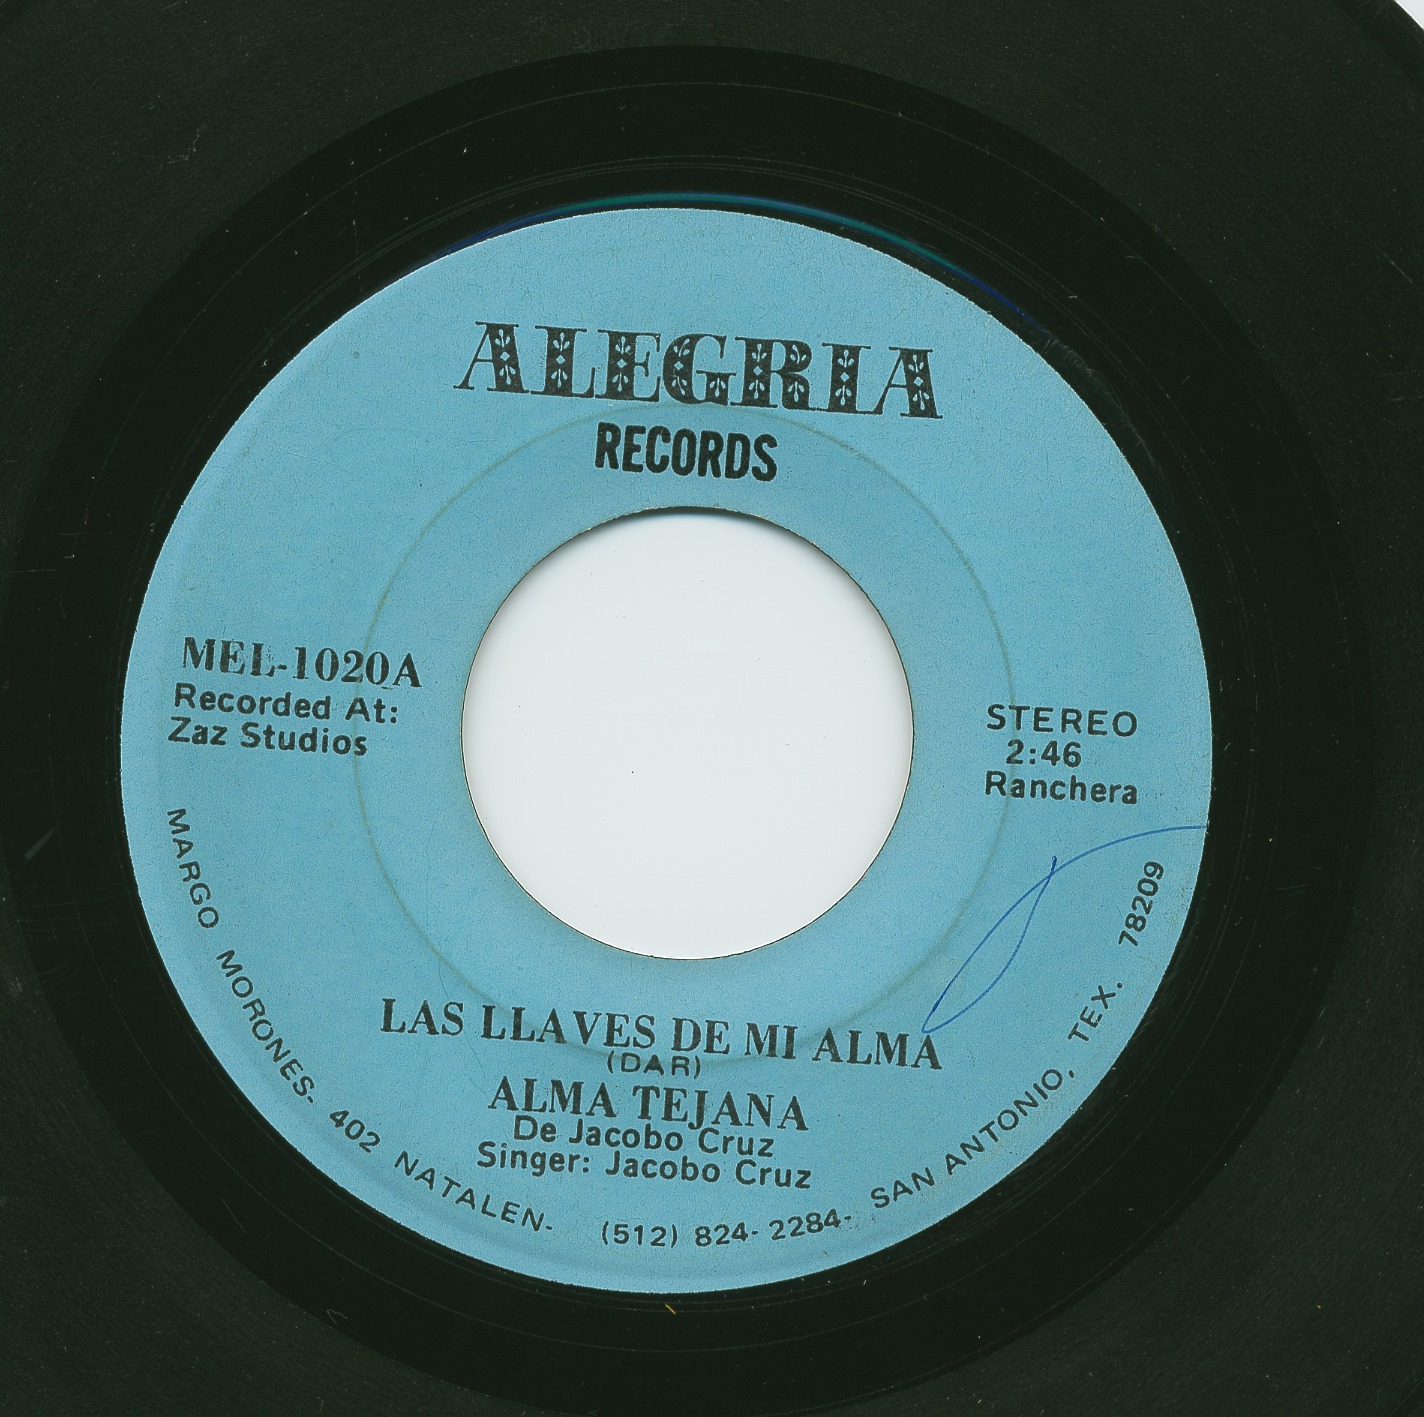 ALEGRIA
RECORDS
MEL-1020A
Recorded At:
Zaz Studios
STEREO
2:46
Ranchera
LAS LLAVES DE MI ALMA
(DAR)
ALMA TEJANA
De Jacobo Cruz
Singer: Jacobo Cruz
MARGO MORONES- 402 NATALEN- (512) 824-2284- SAN ANTONIO, TEX. 78209